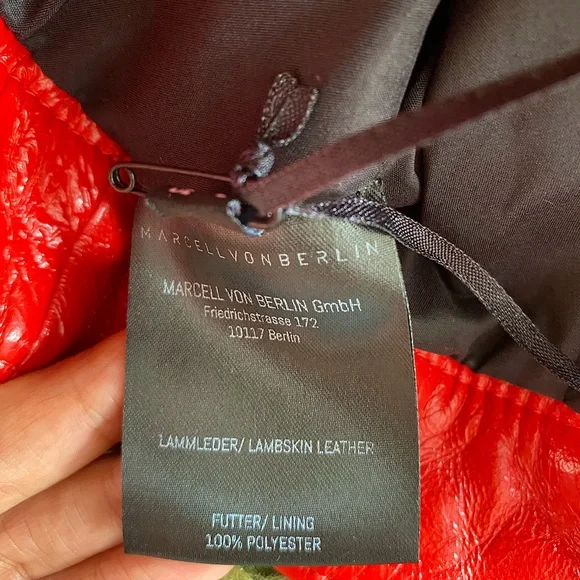 MARCELLVONBERLIN
MARCELL VON BERLIN GmbH
Friedrichstrasse 172
10117 Berlin
LAMMLEDER/ LAMBSKIN LEATHER
FUTTER/ LINING
100% POLYESTER